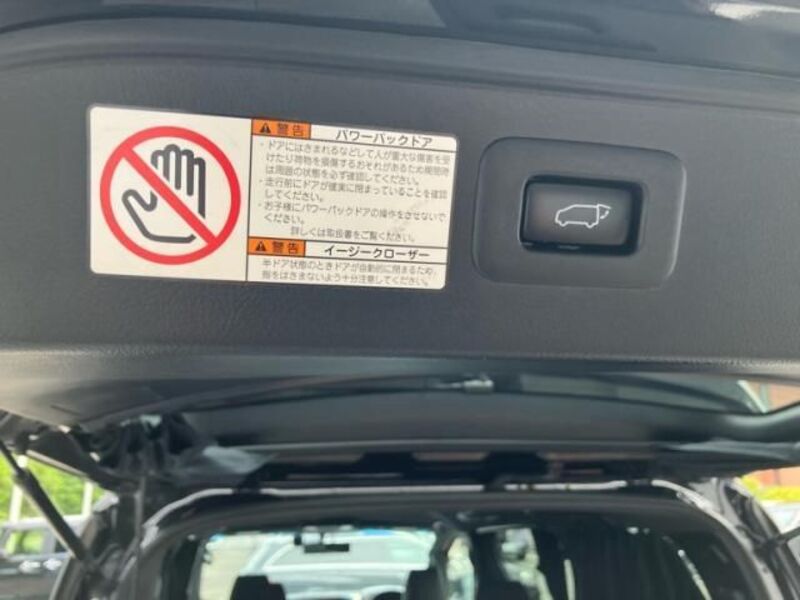 警告
パワーバックドア
・ドアにはさまれるなどして人が重大な傷害を受
けたり荷物を損傷するおそれがあるため開閉時
は周囲の状態を必ず確認してください。
・走行前にドアが確実に閉まっていることを確認
してください。
・お子様にパワーバックドアの操作をさせないで
ください。
詳しくは取扱書をご覧ください。
警告
イージークローザー
半ドア状態のときドアが自動的に閉まるため、
指をはさまないよう十分注意してください。